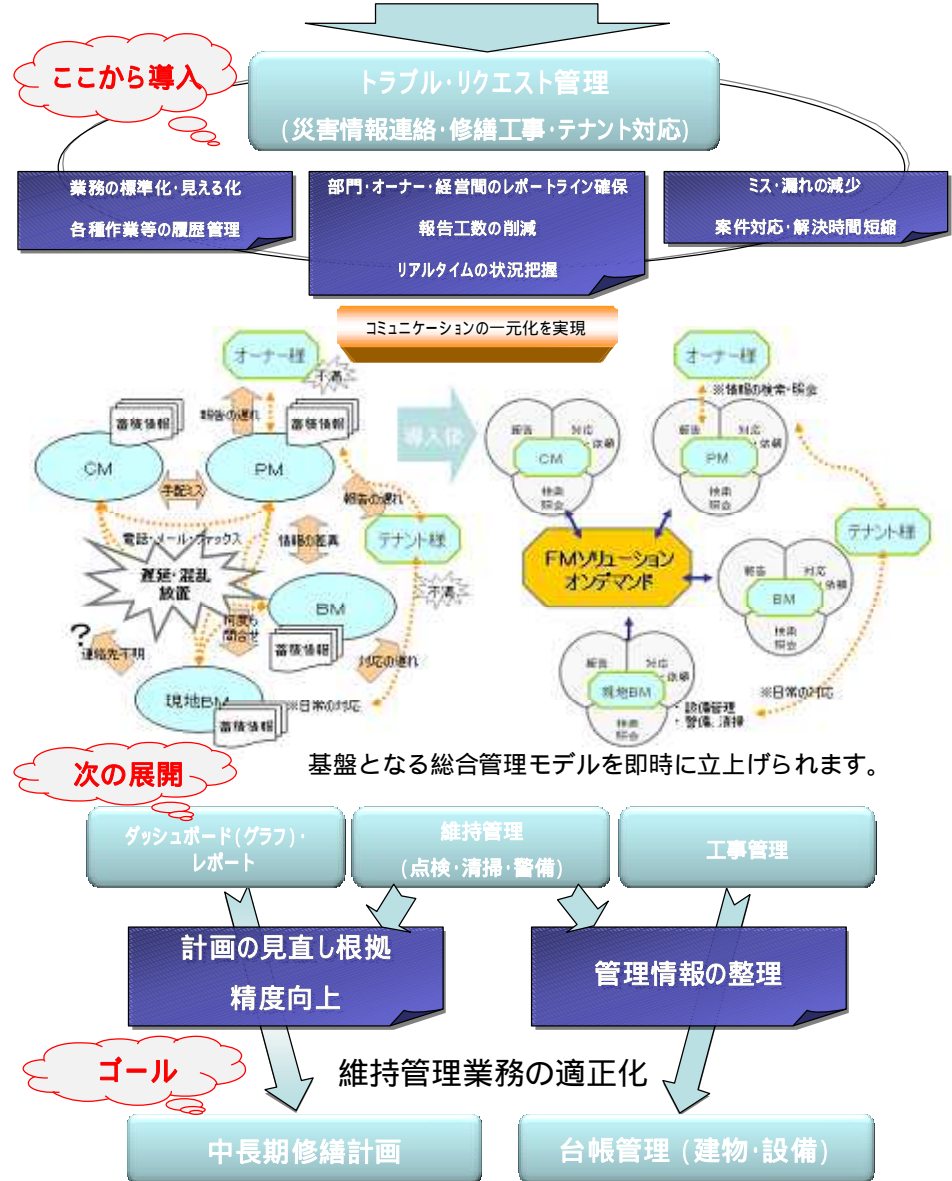 ここから導入
トラブル・リクエスト管理
(災害情報連絡・修繕工事・テナント対応)
業務の標準化・見える化
各種作業等の履歴管理
部門・オーナー・経営間のレポートライン確保
報告工数の削減
リアルタイムの状況把握
ミス・漏れの減少
案件対応・解決時間短縮
コミュニケーションの一元化を実現
オーナー様
不満
蓄積情報
報告の遅れ
蓄積情報
CM
PM
手配ミス
報告の遅れ
電話・メール・ファックス
情報の差異
テナント様
遅延・混乱
放置
不満
BM
何度も
問合せ
蓄積情報
?
連絡先不明
対応の遅れ
現地BM
※日常の対応
蓄積情報
導入後
オーナー様
※情報の検索・照会
報告
対応
・依頼
CM
検索
照会
報告
対応
・依頼
PM
検索
照会
テナント様
FMソリューション
オンデマンド
報告
対応
・依頼
BM
検索
照会
報告
対応
・依頼
現地BM
検索
照会
・設備管理
・警備、清掃
※日常の対応
次の展開
基盤となる総合管理モデルを即時に立上げられます。
ダッシュボード(グラフ)・
レポート
維持管理
(点検・清掃・警備)
工事管理
計画の見直し根拠
精度向上
管理情報の整理
ゴール
維持管理業務の適正化
中長期修繕計画
台帳管理(建物・設備)